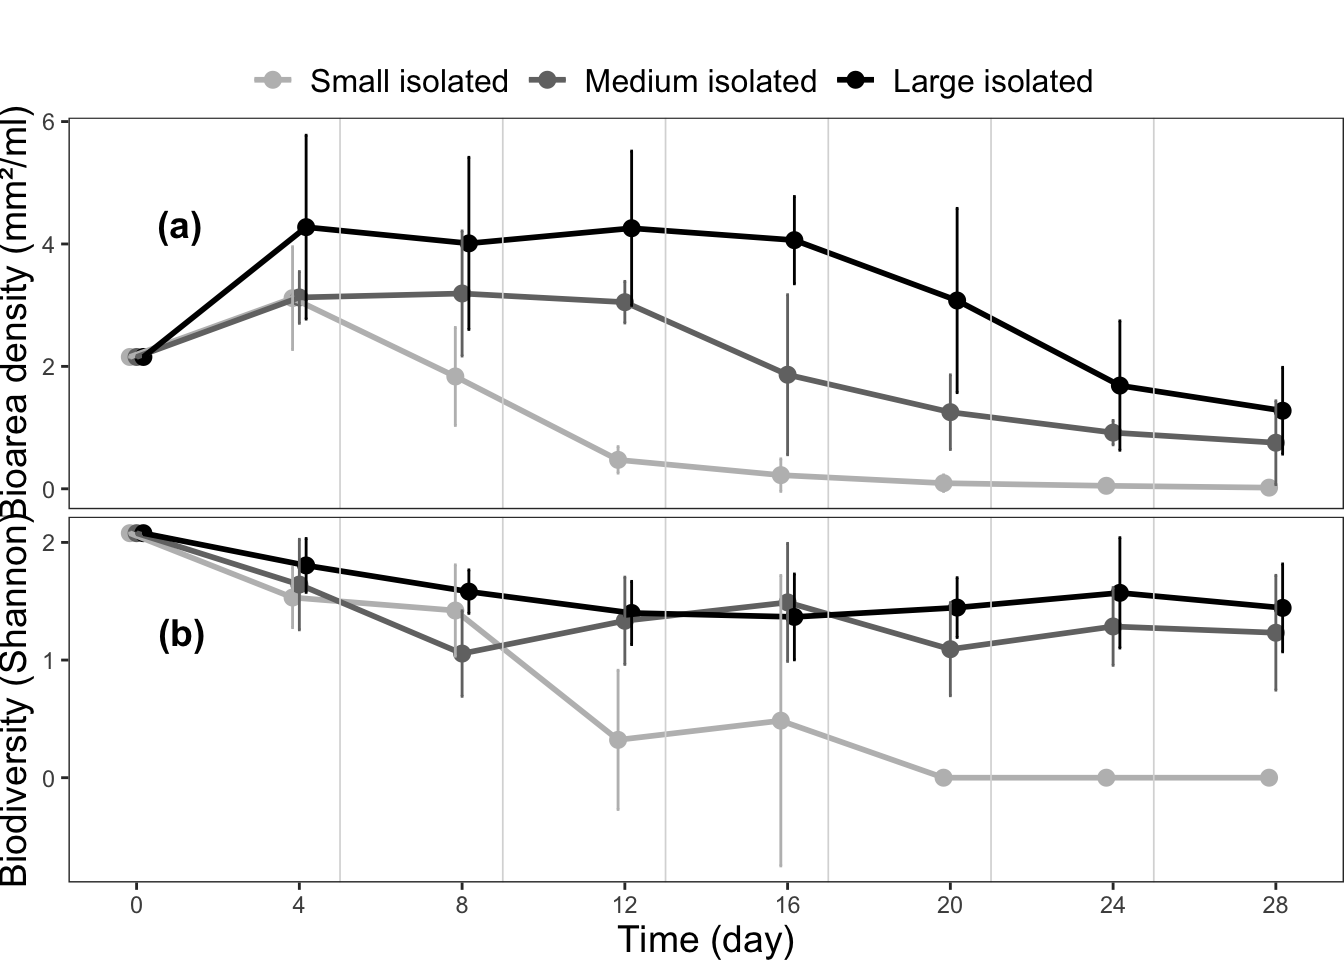 Small isolated Medium isolated Large isolated
Bioarea density (mm²/ml)
6
4
2
0
(a)
Biodiversity (Shannon)
2
1
0
(b)
0 4 8 12 16 20 24 28
Time (day)